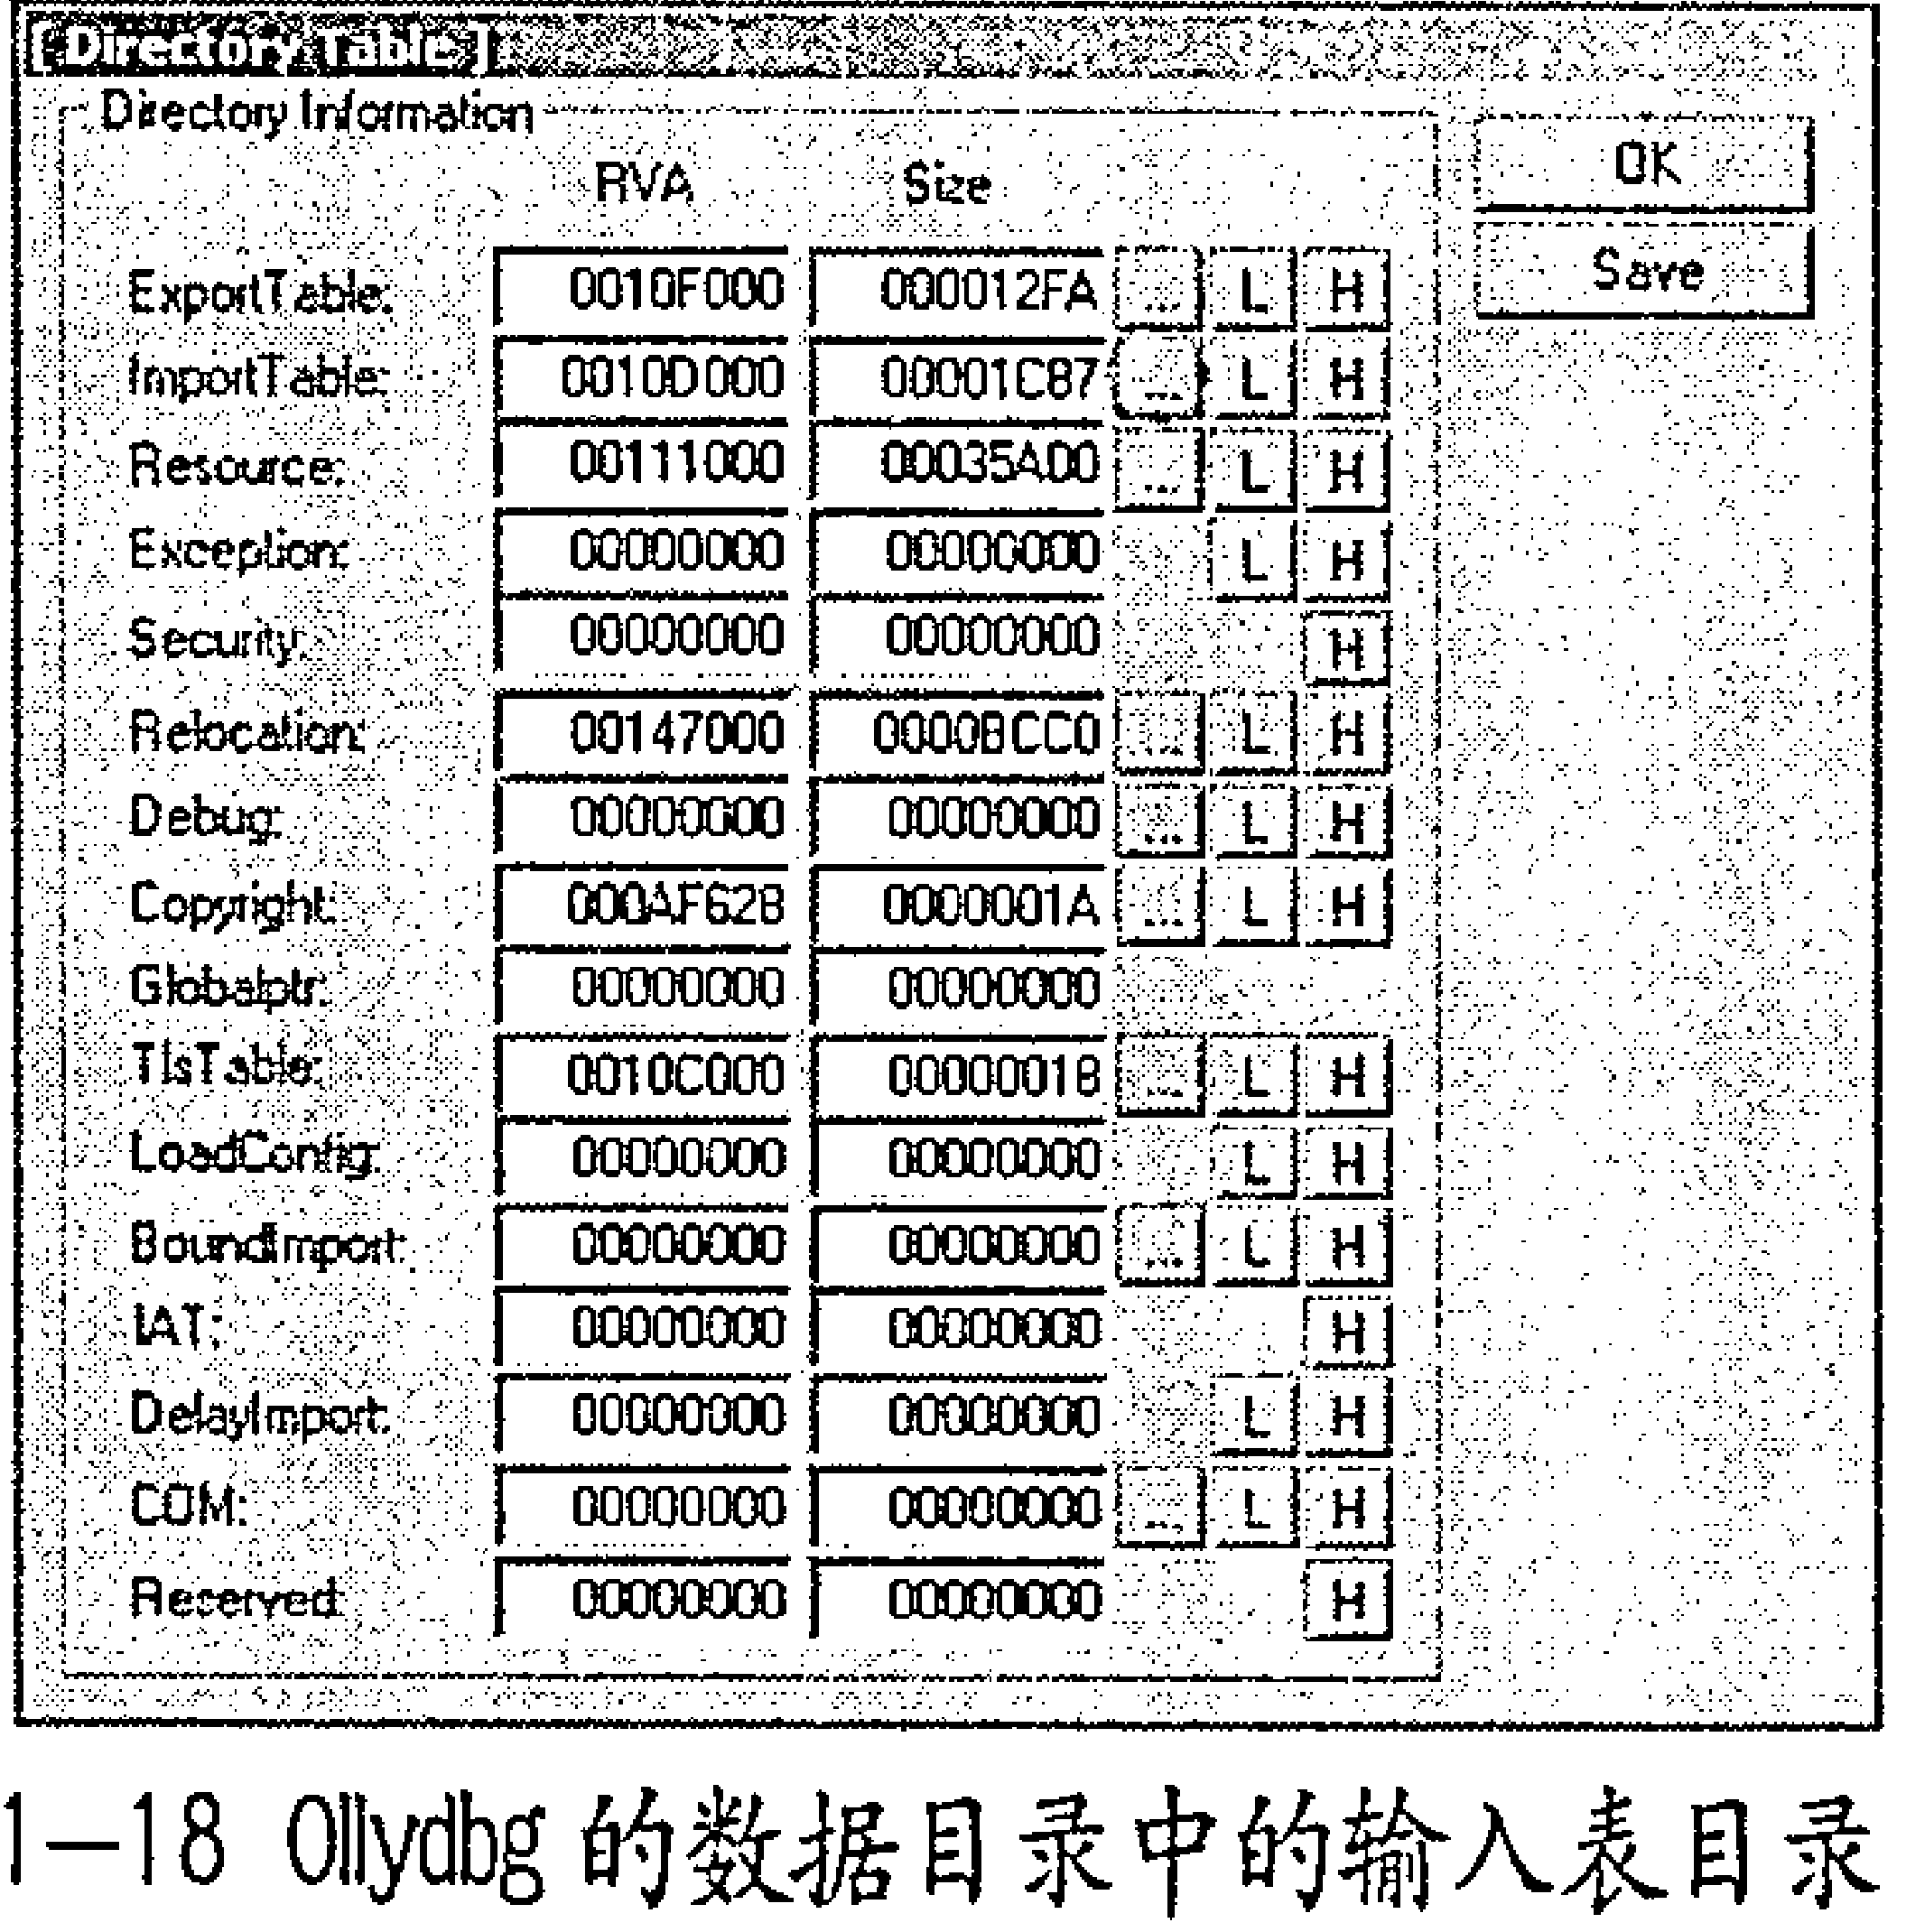 [ Directory Table ]
Directory Information
RVA Size
OK
Save
ExportTable: 0010F000 000012FA ... L H
ImportTable: 0010D000 00001C87 ... L H
Resource: 00111000 00035A00 ... L H
Exception: 00000000 00000000 L H
Security: 00000000 00000000 H
Relocation: 00147000 0000BCC0 ... L H
Debug: 00000000 00000000 ... L H
Copyright: 000AF628 0000001A ... L H
Globalptr: 00000000 00000000
TlsTable: 0010C000 00000018 ... L H
LoadConfig: 00000000 00000000 L H
BoundImport: 00000000 00000000 ... L H
IAT: 00000000 00000000 H
DelayImport: 00000000 00000000 L H
COM: 00000000 00000000 ... L H
Reserved: 00000000 00000000 H
1-18 Ollydbg 的数据目录中的输入表目录